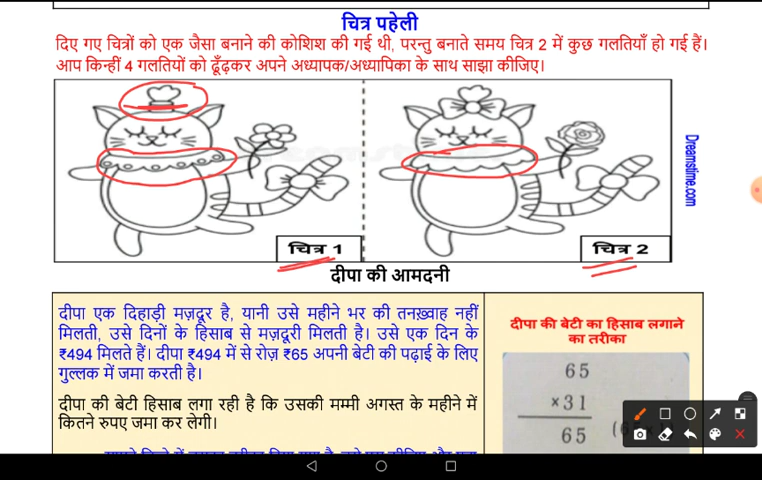 चित्र पहेली
दिए गए चित्रों को एक जैसा बनाने की कोशिश की गई थी, परन्तु बनाते समय चित्र 2 में कुछ गलतियाँ हो गई हैं।
आप किन्हीं 4 गलतियों को ढूँढ़कर अपने अध्यापक/अध्यापिका के साथ साझा कीजिए।
चित्र 1
चित्र 2
Dreamstime.com
दीपा की आमदनी
दीपा एक दिहाड़ी मज़दूर है, यानी उसे महीने भर की तनख़्वाह नहीं
मिलती, उसे दिनों के हिसाब से मज़दूरी मिलती है। उसे एक दिन के
₹494 मिलते हैं। दीपा ₹494 में से रोज़ ₹65 अपनी बेटी की पढ़ाई के लिए
गुल्लक में जमा करती है।
दीपा की बेटी हिसाब लगा रही है कि उसकी मम्मी अगस्त के महीने में
कितने रुपए जमा कर लेगी।
दीपा की बेटी का हिसाब लगाने
का तरीका
65
×31
65